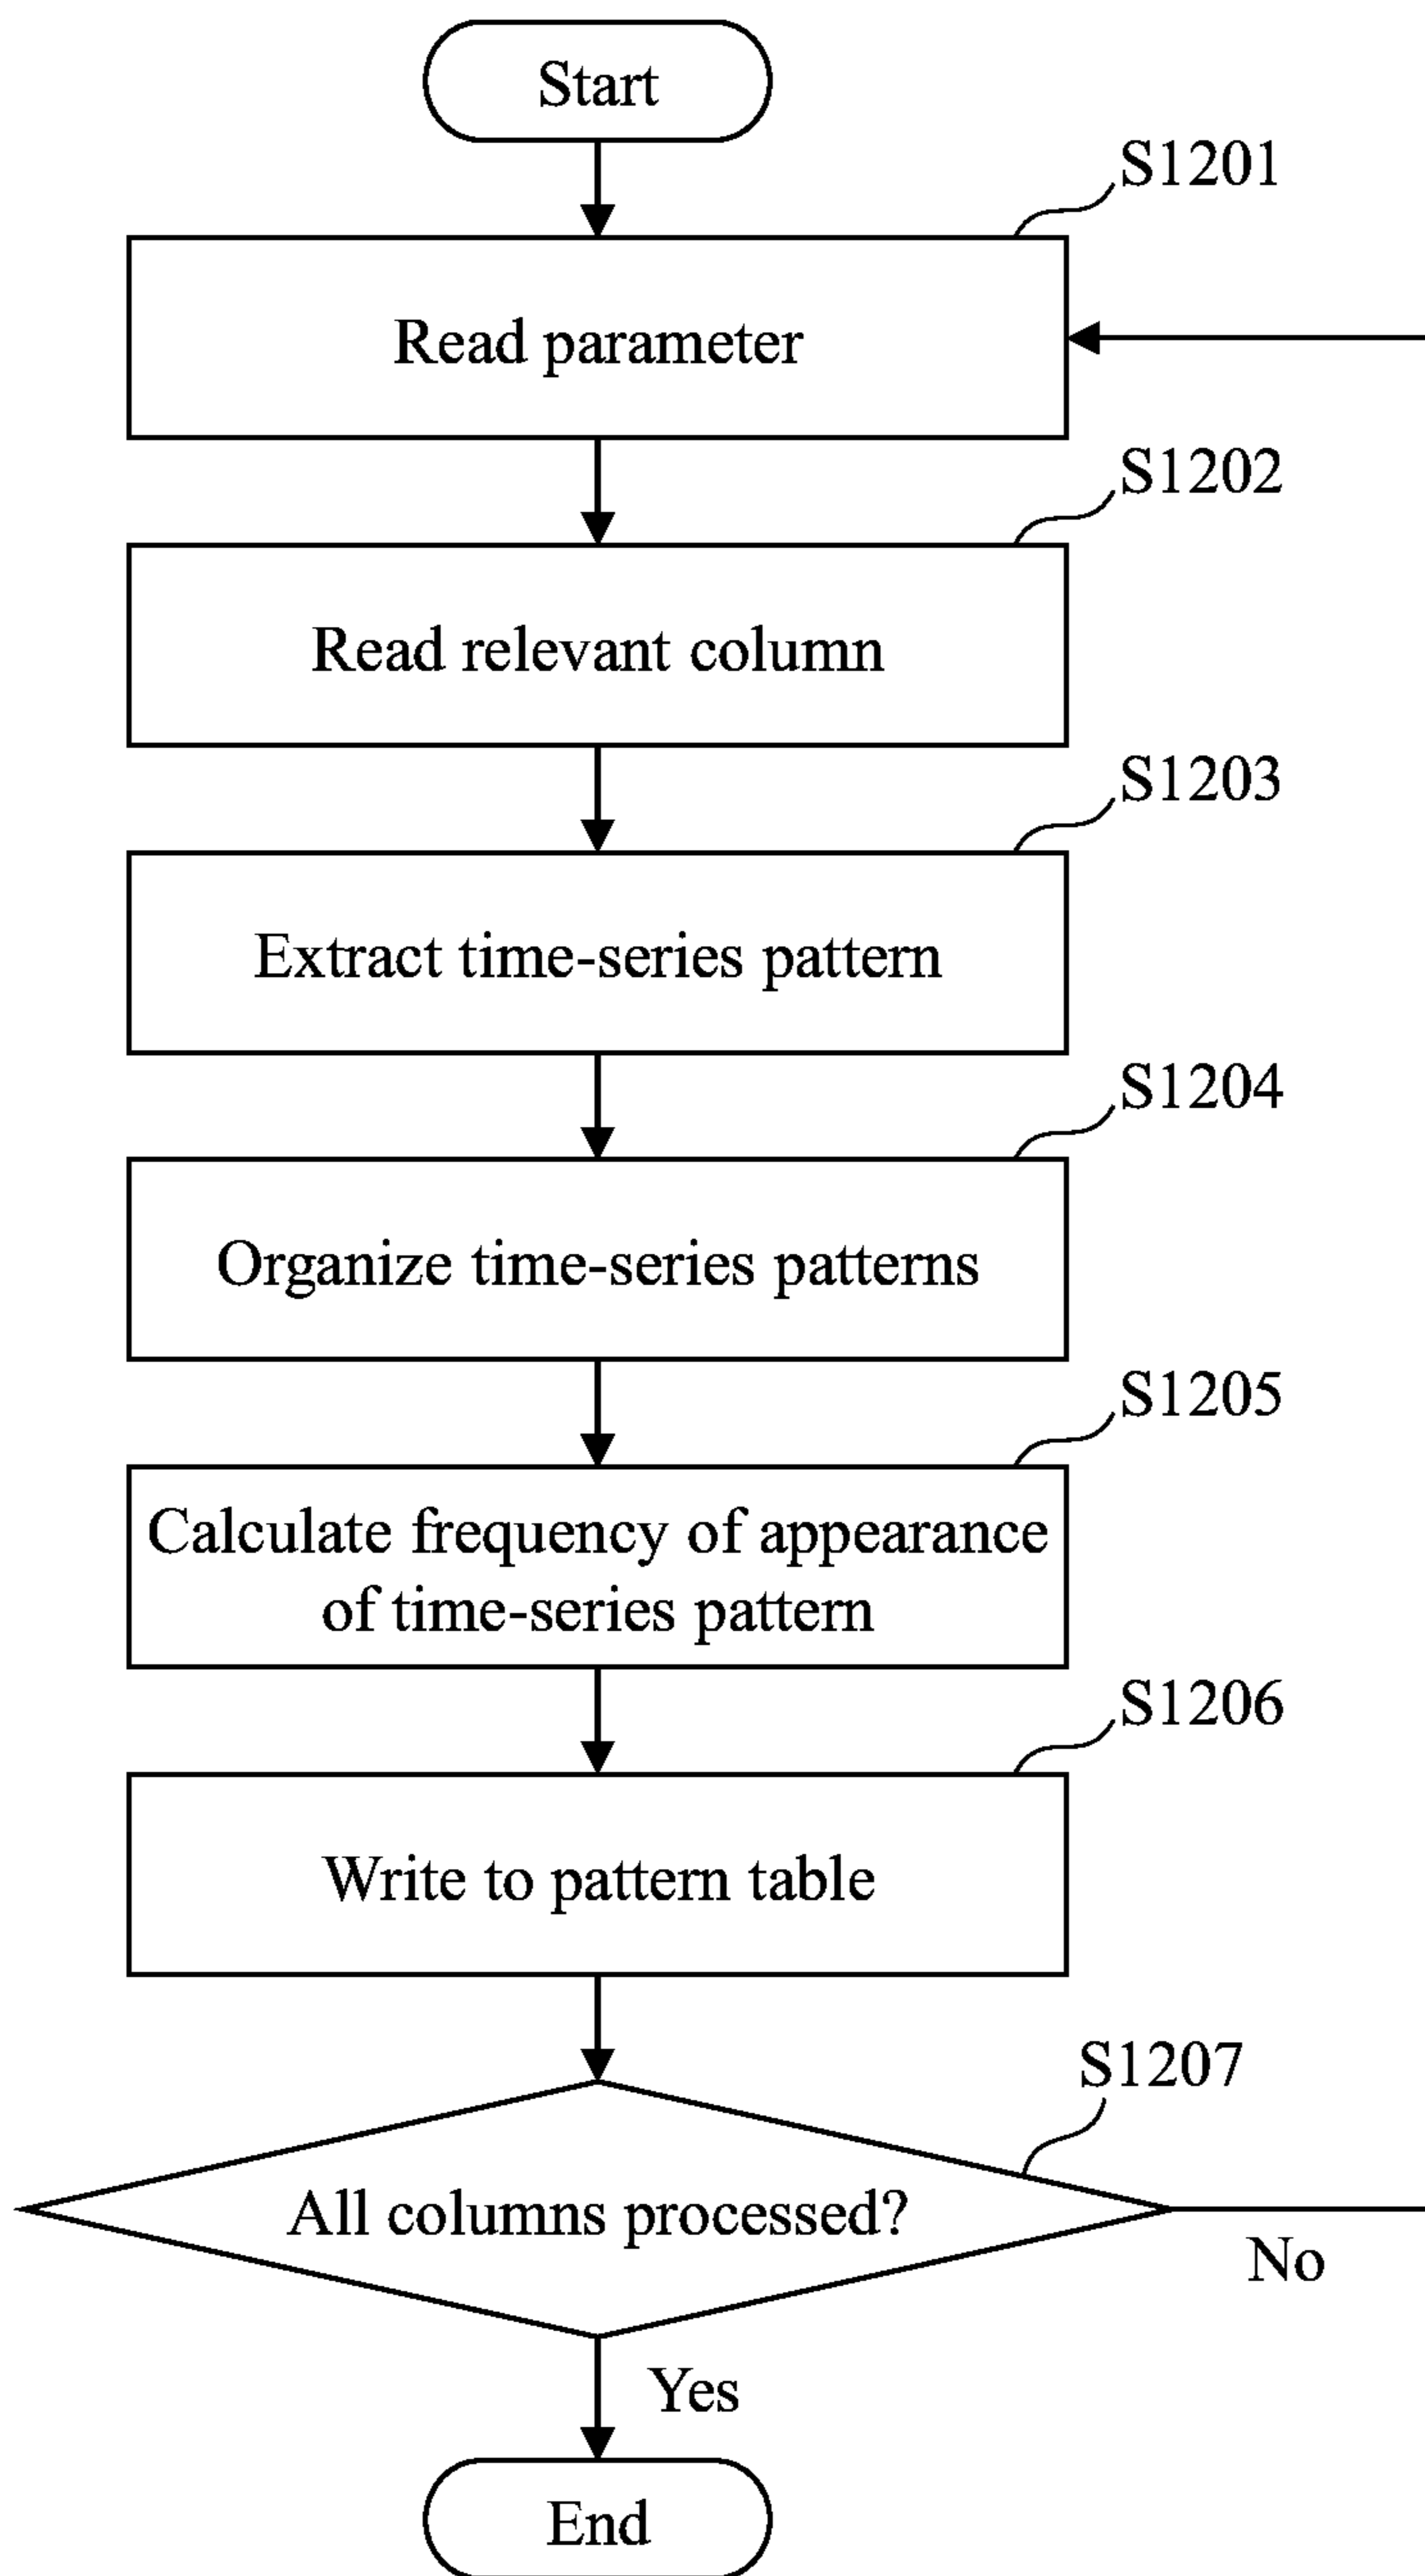 Start
S1201
Read parameter
S1202
Read relevant column
S1203
Extract time-series pattern
S1204
Organize time-series patterns
S1205
Calculate frequency of appearance
of time-series pattern
S1206
Write to pattern table
S1207
All columns processed?
No
Yes
End